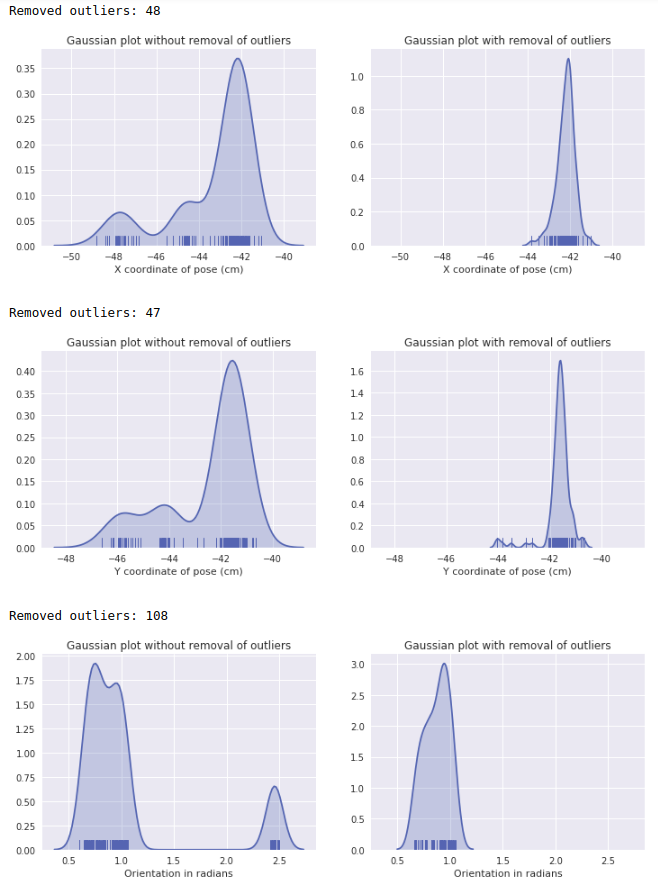 Removed outliers: 48
Gaussian plot without removal of outliers
Gaussian plot with removal of outliers
0.35
0.30
0.25
0.20
0.15
0.10
0.05
0.00
−50 −48 −46 −44 −42 −40
X coordinate of pose (cm)
1.0
0.8
0.6
0.4
0.2
0.0
−50 −48 −46 −44 −42 −40
X coordinate of pose (cm)
Removed outliers: 47
Gaussian plot without removal of outliers
Gaussian plot with removal of outliers
0.40
0.35
0.30
0.25
0.20
0.15
0.10
0.05
0.00
−48 −46 −44 −42 −40
Y coordinate of pose (cm)
1.6
1.4
1.2
1.0
0.8
0.6
0.4
0.2
0.0
−48 −46 −44 −42 −40
Y coordinate of pose (cm)
Removed outliers: 108
Gaussian plot without removal of outliers
Gaussian plot with removal of outliers
2.00
1.75
1.50
1.25
1.00
0.75
0.50
0.25
0.00
0.5 1.0 1.5 2.0 2.5
Orientation in radians
3.0
2.5
2.0
1.5
1.0
0.5
0.0
0.5 1.0 1.5 2.0 2.5
Orientation in radians